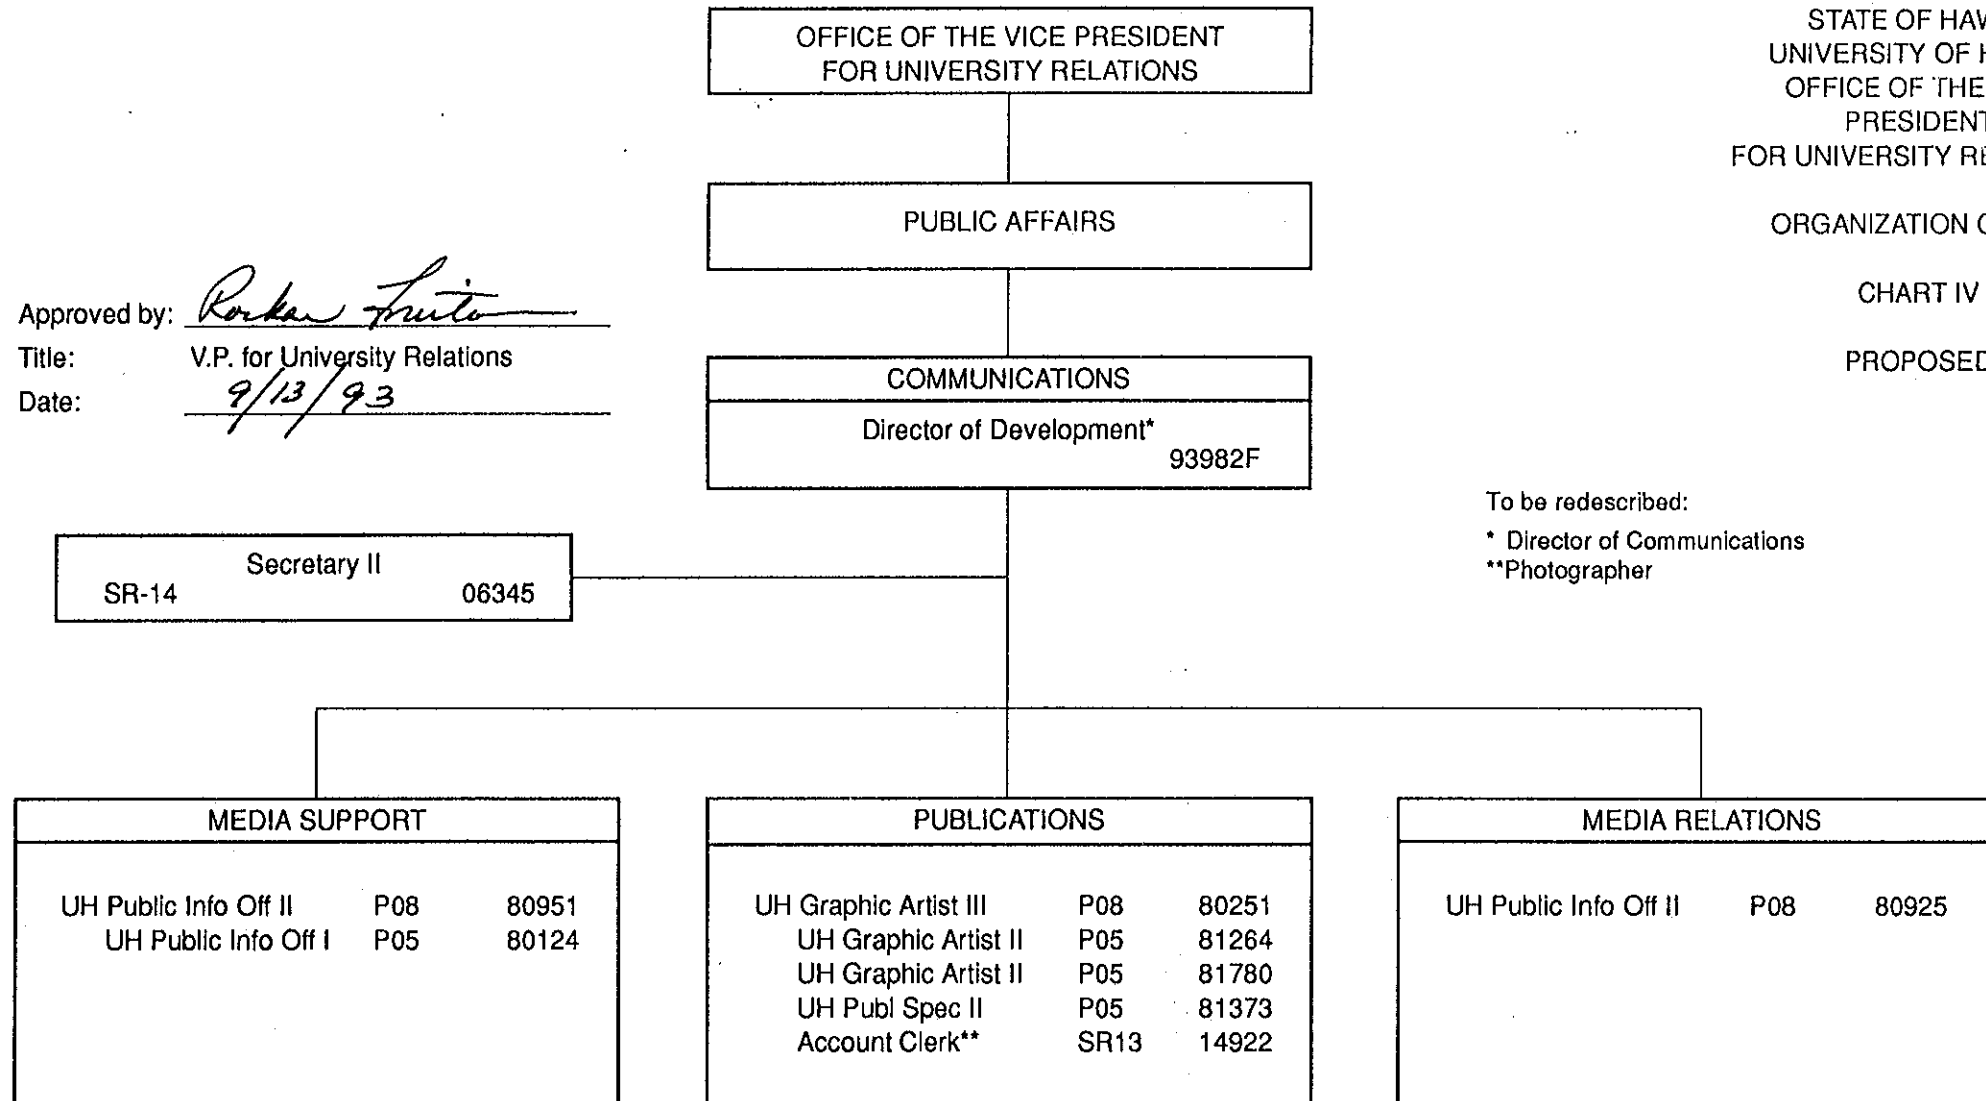 OFFICE OF THE VICE PRESIDENT
FOR UNIVERSITY RELATIONS
STATE OF
UNIVERSITY OF
OFFICE OF THE
PRESIDENT
FOR UNIVERSITY
ORGANIZATION
CHART IV
PROPOSED
PUBLIC AFFAIRS
Approved by:
Title: V.P. for University Relations
Date: 9/13/93
COMMUNICATIONS
Director of Development*
93982F
To be redescribed:
* Director of Communications
**Photographer
Secretary II
SR-14 06345
MEDIA SUPPORT
UH Public Info Off II P08 80951
UH Public Info Off I P05 80124
PUBLICATIONS
UH Graphic Artist III P08 80251
UH Graphic Artist II P05 81264
UH Graphic Artist II P05 81780
UH Publ Spec II P05 81373
Account Clerk** SR13 14922
MEDIA RELATIONS
UH Public Info Off II P08 80925